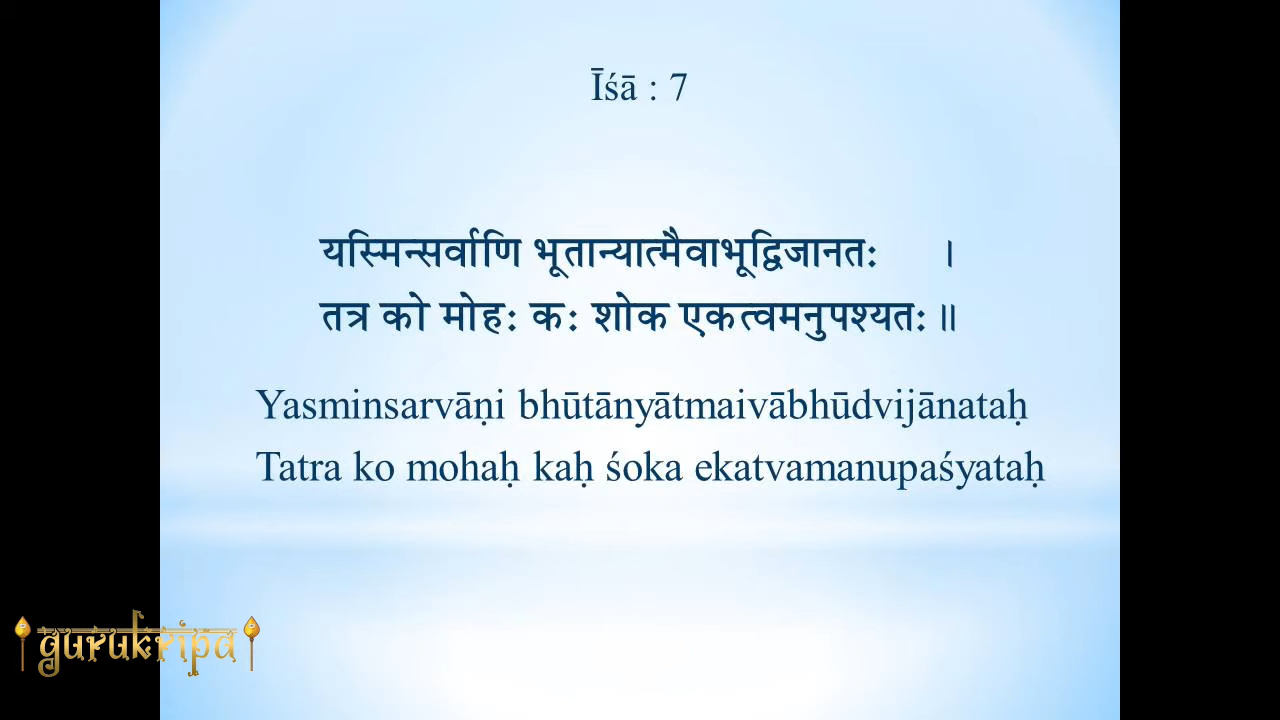 Īśā : 7
यस्मिन्सर्वाणि भूतान्यात्मैवाभूद्विजानतः ।
तत्र को मोहः कः शोक एकत्वमनुपश्यतः ॥
Yasminsarvāṇi bhūtānyātmaivābhūdvijānataḥ
Tatra ko mohaḥ kaḥ śoka ekatvamanupaśyataḥ
gurukripa